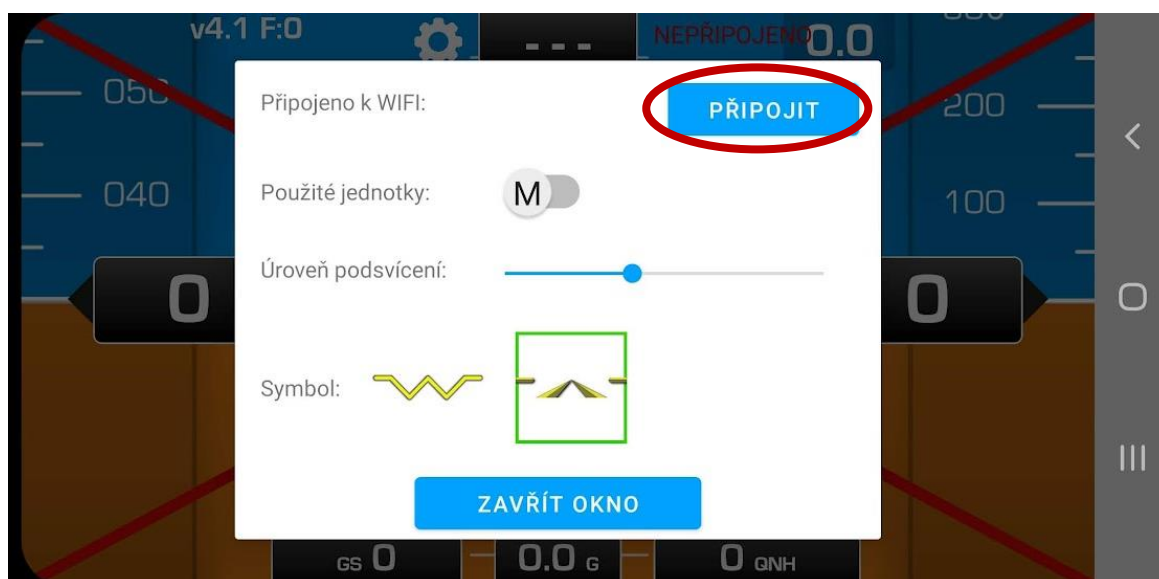 v4.1 F:0
- - -
NEPŘIPOJENO
0.0
050
200
Připojeno k WIFI:
PŘIPOJIT
040
100
Použité jednotky:
M
Úroveň podsvícení:
0
0
Symbol:
ZAVŘÍT OKNO
GS 0
0.0 G
0 QNH